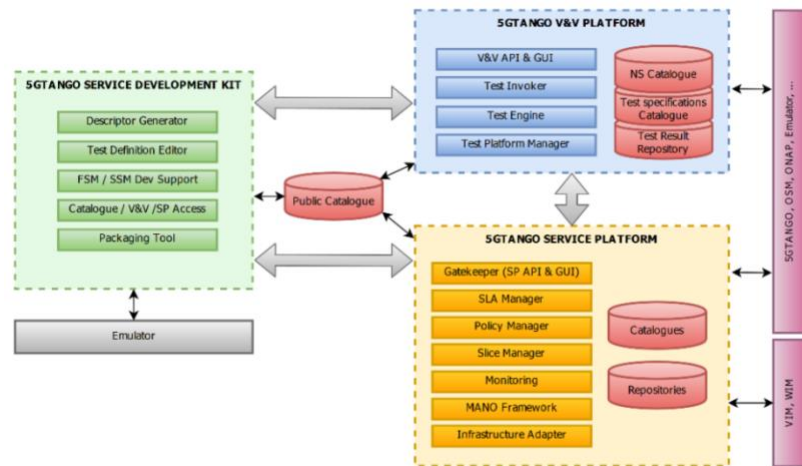 5GTANGO SERVICE DEVELOPMENT KIT
Descriptor Generator
Test Definition Editor
FSM / SSM Dev Support
Catalogue / V&V /SP Access
Packaging Tool
Emulator
Public Catalogue
5GTANGO V&V PLATFORM
V&V API & GUI
Test Invoker
Test Engine
Test Platform Manager
NS Catalogue
Test specifications
Catalogue
Test Result
Repository
5GTANGO SERVICE PLATFORM
Gatekeeper (SP API & GUI)
SLA Manager
Policy Manager
Slice Manager
Monitoring
MANO Framework
Infrastructure Adapter
Catalogues
Repositories
5GTANGO, OSM, ONAP, Emulator, ...
VIM, WIM